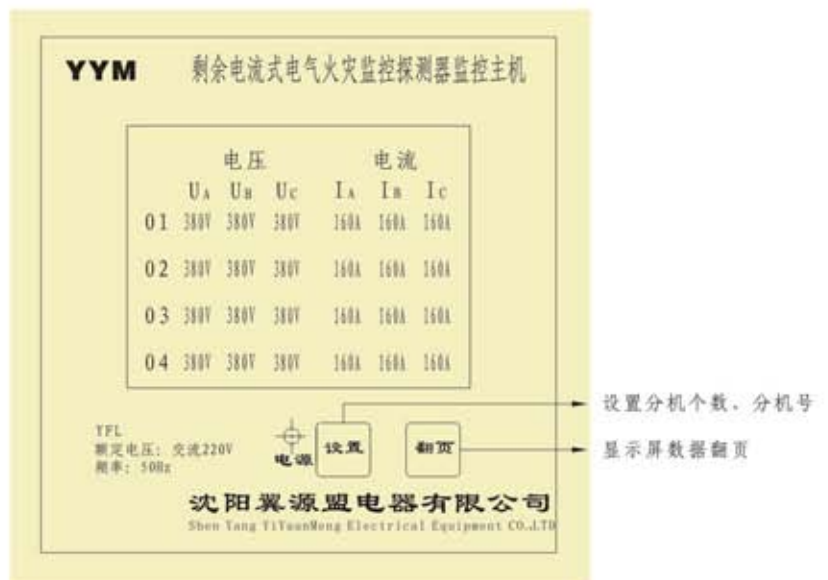 YYM 剩余电流式电气火灾监控探测器监控主机
电压 电流
UA UB UC IA IB IC
01 380V 380V 380V 160A 160A 160A
02 380V 380V 380V 160A 160A 160A
03 380V 380V 380V 160A 160A 160A
04 380V 380V 380V 160A 160A 160A
设置分机个数、分机号
YFL
额定电压: 交流220V
频率: 50Hz
电源 设置 翻页
显示屏数据翻页
沈阳翼源盟电器有限公司
Shen Yang YiYuanMeng Electrical Equipment CO.LTD